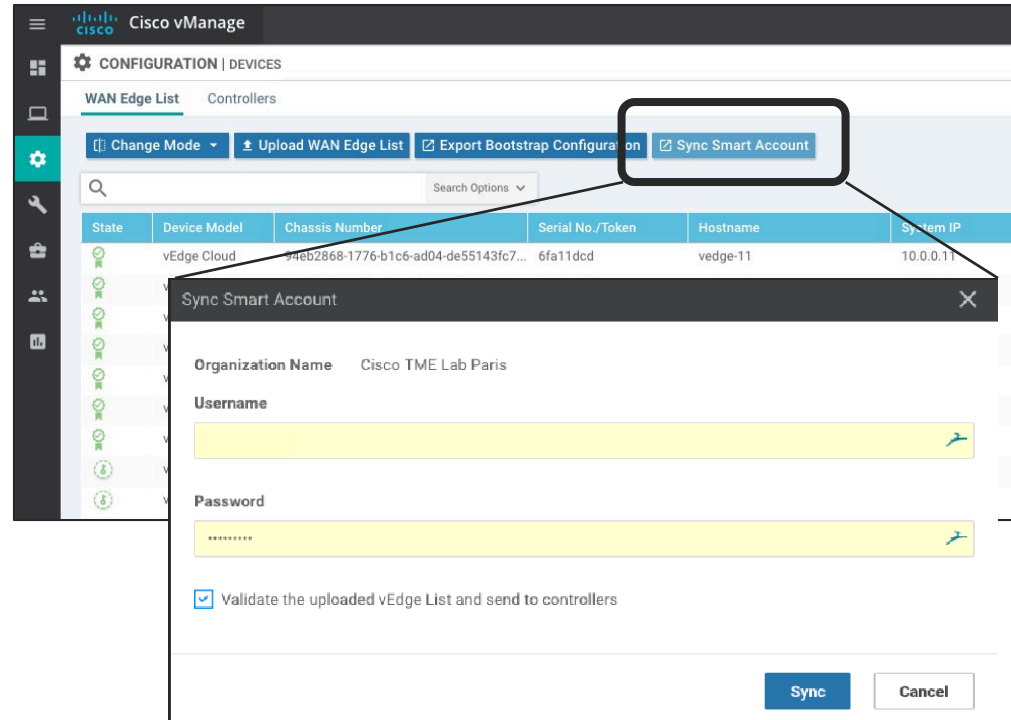 cisco Cisco vManage
CONFIGURATION | DEVICES
WAN Edge List Controllers
Change Mode Upload WAN Edge List Export Bootstrap Configuration Sync Smart Account
Search Options
State Device Model Chassis Number Serial No./Token Hostname System IP
vEdge Cloud 94eb2868-1776-b1c6-ad04-de55143fc7... 6fa11dcd vedge-11 10.0.0.11
Sync Smart Account
Organization Name Cisco TME Lab Paris
Username
Password
*********
Validate the uploaded vEdge List and send to controllers
Sync Cancel